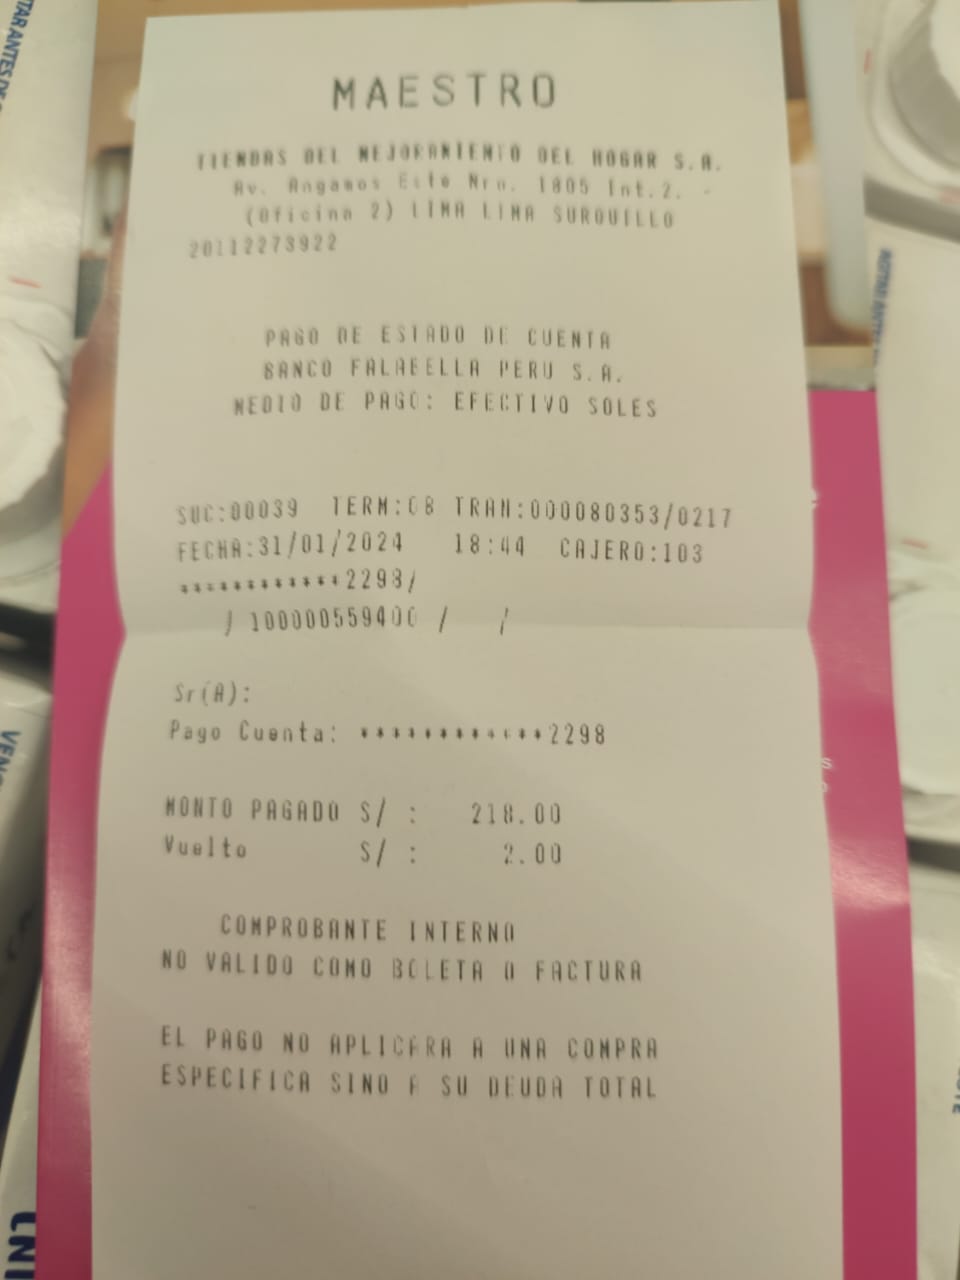 MAESTRO
TIENDAS DEL MEJORAMIENTO DEL HOGAR S.A.
Av. Angamos Este Nro. 1805 Int.2. -
(Oficina 2) LIMA LIMA SURQUILLO
20112273922
PAGO DE ESTADO DE CUENTA
BANCO FALABELLA PERU S.A.
MEDIO DE PAGO: EFECTIVO SOLES
SUC:00039 TERM:08 TRAN:000080353/0217
FECHA:31/01/2024 18:44 CAJERO:103
************2298/
/ 100000559400 / /
Sr(A):
Pago Cuenta: ************2298
MONTO PAGADO S/ : 218.00
Vuelto S/ : 2.00
COMPROBANTE INTERNO
NO VALIDO COMO BOLETA O FACTURA
EL PAGO NO APLICARA A UNA COMPRA
ESPECIFICA SINO A SU DEUDA TOTAL